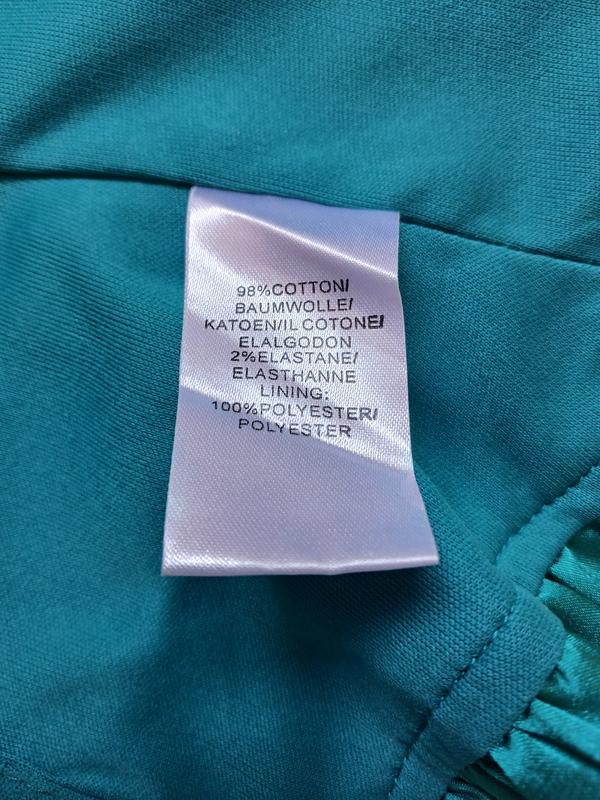 98%COTTON/
BAUMWOLLE/
KATOEN/IL COTONE/
ELALGODON
2%ELASTANE/
ELASTHANNE
LINING:
100%POLYESTER/
POLYESTER